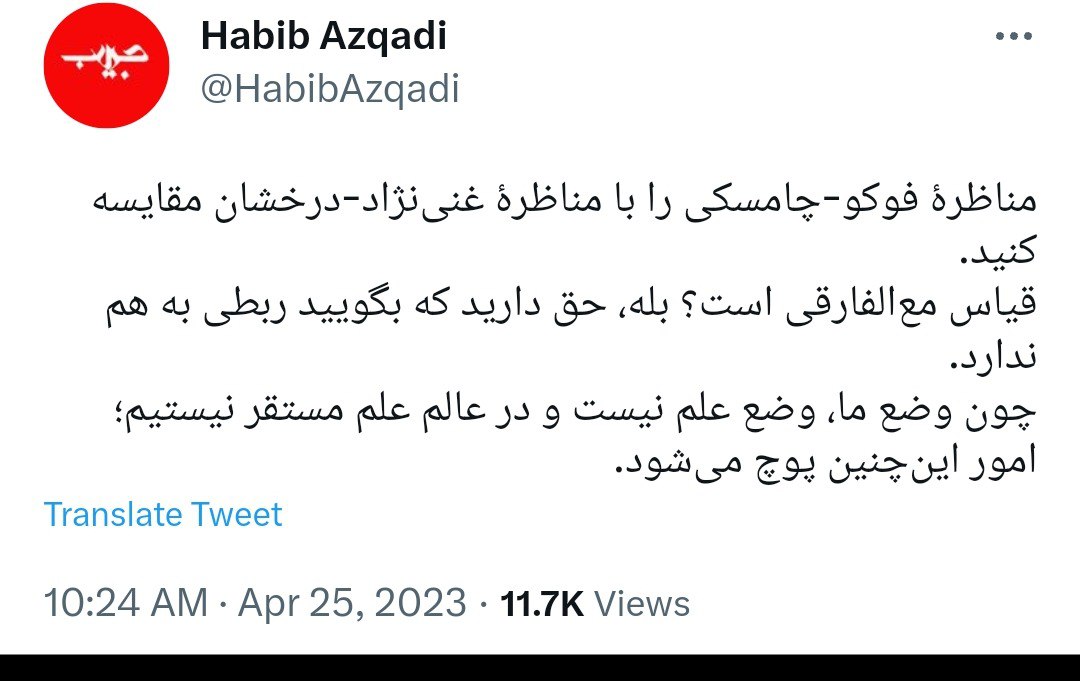 حبیب
Habib Azqadi
@HabibAzqadi
مناظرهٔ فوکو-چامسکی را با مناظرهٔ غنی‌نژاد-درخشان مقایسه
کنید.
قیاس مع‌الفارقی است؟ بله، حق دارید که بگویید ربطی به هم
ندارد.
چون وضع ما، وضع علم نیست و در عالم علم مستقر نیستیم؛
امور این‌چنین پوچ می‌شود.
Translate Tweet
10:24 AM · Apr 25, 2023 · 11.7K Views